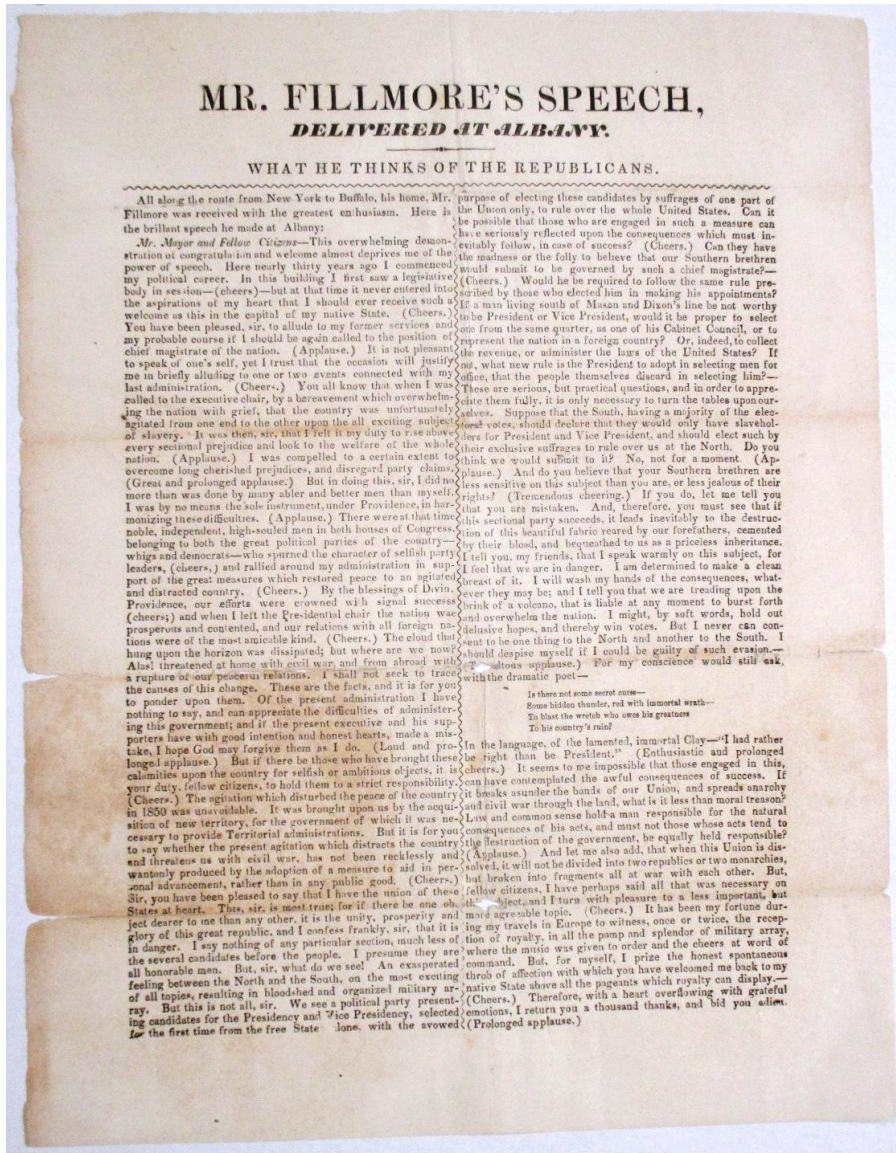 MR. FILLMORE'S SPEECH,
DELIVERED AT ALBANY.
WHAT HE THINKS OF THE REPUBLICANS.
All along the route from New York to Buffalo, his home, Mr.
Fillmore was received with the greatest enthusiasm. Here is
the brilliant speech he made at Albany:
Mr. Mayor and Fellow Citizens—This overwhelming demon-
stration of congratulation and welcome almost deprives me of the
power of speech. Here nearly thirty years ago I commenced
my political career. In this building I first saw a legislative
body in session—(cheers)—but at that time it never entered into
the aspirations of my heart that I should ever receive such a
welcome as this in the capital of my native State. (Cheers.)
You have been pleased, sir, to allude to my former services and
my probable course if I should be again called to the position of
chief magistrate of the nation. (Applause.) It is not pleasant
to speak of one's self, yet I trust that the occasion will justify
me in briefly alluding to one or two events connected with my
last administration. (Cheers.) You all know that when I was
called to the executive chair, by a bereavement which overwhelm-
ing the nation with grief, that the country was unfortunately
agitated from one end to the other upon the all exciting subject
of slavery. It was then, sir, that I felt it my duty to rise above
every sectional prejudice and look to the welfare of the whole
nation. (Applause.) I was compelled to a certain extent to
overcome long cherished prejudices, and disregard party claims.
(Great and prolonged applause.) But in doing this, sir, I did no
more than was done by many abler and better men than myself.
I was by no means the sole instrument, under Providence, in har-
monizing these difficulties. (Applause.) There were at that time
noble, independent, high-souled men in both houses of Congress,
belonging to both the great political parties of the country—
whigs and democrats—who spurned the character of selfish party
leaders, (cheers,) and rallied around my administration in sup-
port of the great measures which restored peace to an agitated
and distracted country. (Cheers.) By the blessings of Divin.
Providence, our efforts were crowned with signal success
(cheers;) and when I left the Presidential chair the nation was
prosperous and contented, and our relations with all foreign na-
tions were of the most amicable kind. (Cheers.) The cloud that
hung upon the horizon was dissipated; but where are we now?
Alas! threatened at home with civil war, and from abroad with
a rupture of our peaceful relations. I shall not seek to trace
the causes of this change. These are the facts, and it is for you
to ponder upon them. Of the present administration I have
nothing to say, and can appreciate the difficulties of administer-
ing this government; and if the present executive and his sup-
porters have with good intention and honest hearts, made a mis-
take, I hope God may forgive them as I do. (Loud and pro-
longed applause.) But if there be those who have brought these
calamities upon the country for selfish or ambitious objects, it is
your duty, fellow citizens, to hold them to a strict responsibility.
(Cheers.) The agitation which disturbed the peace of the country
in 1850 was unavoidable. It was brought upon us by the acqui-
sition of new territory, for the government of which it was ne-
cessary to provide Territorial administrations. But it is for you
to say whether the present agitation which distracts the country
and threatens us with civil war, has not been recklessly and
wantonly produced by the adoption of a measure to aid in per-
sonal advancement, rather than in any public good. (Cheers.)
Sir, you have been pleased to say that I have the union of these
States at heart. This, sir, is most true; for if there be one ob-
ject dearer to me than any other, it is the unity, prosperity and
glory of this great republic, and I confess frankly, sir, that it is
in danger. I say nothing of any particular section, much less of
the several candidates before the people. I presume they are
all honorable men. But, sir, what do we see! An exasperated
feeling between the North and the South, on the most exciting
of all topics, resulting in bloodshed and organized military ar-
ray. But this is not all, sir. We see a political party present-
ing candidates for the Presidency and Vice Presidency, selected
for the first time from the free State lone, with the avowed
purpose of electing these candidates by suffrages of one part of
the Union only, to rule over the whole United States. Can it
be possible that those who are engaged in such a measure can
have seriously reflected upon the consequences which must in-
evitably follow, in case of success? (Cheers.) Can they have
the madness or the folly to believe that our Southern brethren
would submit to be governed by such a chief magistrate?—
(Cheers.) Would he be required to follow the same rule pre-
scribed by those who elected him in making his appointments?
If a man living south of Mason and Dixon's line be not worthy
to be President or Vice President, would it be proper to select
one from the same quarter, as one of his Cabinet Council, or to
represent the nation in a foreign country? Or, indeed, to collect
the revenue, or administer the laws of the United States? If
not, what new rule is the President to adopt in selecting men for
office, that the people themselves discard in selecting him?—
These are serious, but practical questions, and in order to appre-
ciate them fully, it is only necessary to turn the tables upon our-
selves. Suppose that the South, having a majority of the elec-
toral votes, should declare that they would only have slavehol-
ders for President and Vice President, and should elect such by
their exclusive suffrages to rule over us at the North. Do you
think we would submit to it? No, not for a moment. (Ap-
plause.) And do you believe that your Southern brethren are
less sensitive on this subject than you are, or less jealous of their
rights? (Tremendous cheering.) If you do, let me tell you
that you are mistaken. And, therefore, you must see that if
this sectional party succeeds, it leads inevitably to the destruc-
tion of this beautiful fabric reared by our forefathers, cemented
by their blood, and bequeathed to us as a priceless inheritance.
I tell you, my friends, that I speak warmly on this subject, for
I feel that we are in danger. I am determined to make a clean
breast of it. I will wash my hands of the consequences, what-
ever they may be; and I tell you that we are treading upon the
brink of a volcano, that is liable at any moment to burst forth
and overwhelm the nation. I might, by soft words, hold out
delusive hopes, and thereby win votes. But I never can con-
sent to be one thing to the North and another to the South. I
should despise myself if I could be guilty of such evasion.—
applause.) For my conscience would still ask,
with the dramatic poet—
Is there not some secret curse—
Some hidden thunder, red with immortal wrath—
To blast the wretch who owes his greatness
To his country's ruin?
In the language, of the lamented, immortal Clay—"I had rather
be right than be President." (Enthusiastic and prolonged
cheers.) It seems to me impossible that those engaged in this,
can have contemplated the awful consequences of success. If
it breaks asunder the bands of our Union, and spreads anarchy
and civil war through the land, what is it less than moral treason?
Law and common sense hold a man responsible for the natural
consequences of his acts, and must not those whose acts tend to
the destruction of the government, be equally held responsible?
(Applause.) And let me also add, that when this Union is dis-
solved, it will not be divided into two republics or two monarchies,
but broken into fragments all at war with each other. But,
fellow citizens, I have perhaps said all that was necessary on
bject, and I turn with pleasure to a less important, but
more agreeable topic. (Cheers.) It has been my fortune dur-
ing my travels in Europe to witness, once or twice, the recep-
tion of royalty, in all the pomp and splendor of military array,
where the music was given to order and the cheers at word of
command. But, for myself, I prize the honest spontaneous
throb of affection with which you have welcomed me back to my
native State above all the pageants which royalty can display.—
(Cheers.) Therefore, with a heart overflowing with grateful
emotions, I return you a thousand thanks, and bid you adieu.
(Prolonged applause.)